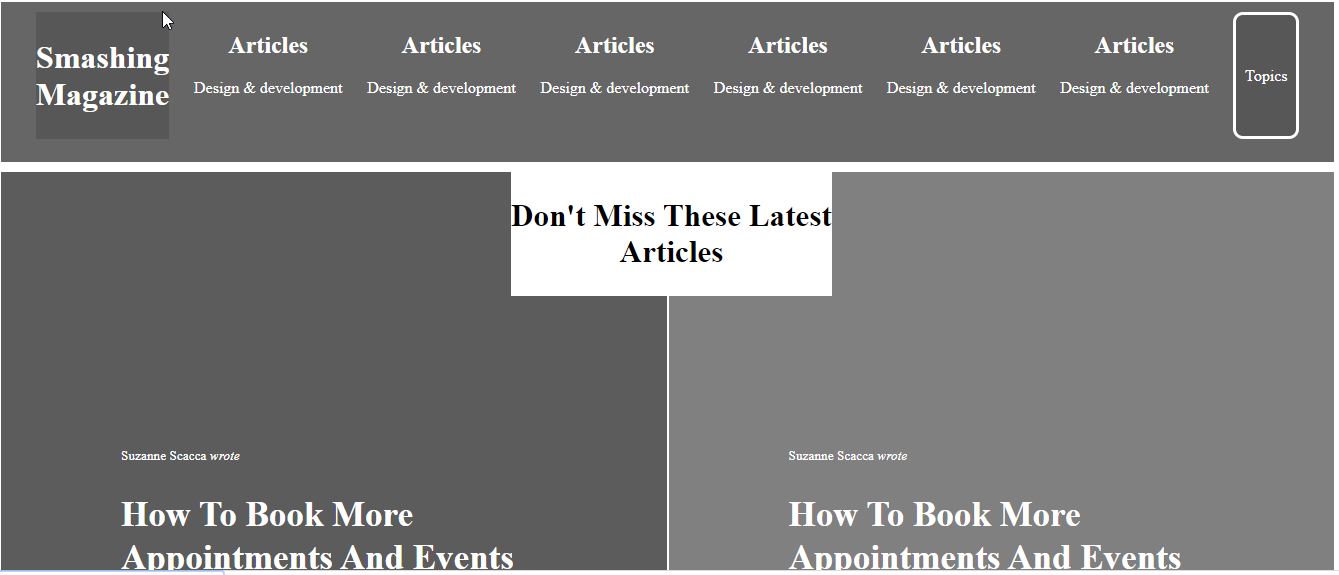 Smashing
Magazine
Articles
Design & development
Articles
Design & development
Articles
Design & development
Articles
Design & development
Articles
Design & development
Articles
Design & development
Topics
Don't Miss These Latest
Articles
Suzanne Scacca wrote
How To Book More
Appointments And Events
Suzanne Scacca wrote
How To Book More
Appointments And Events